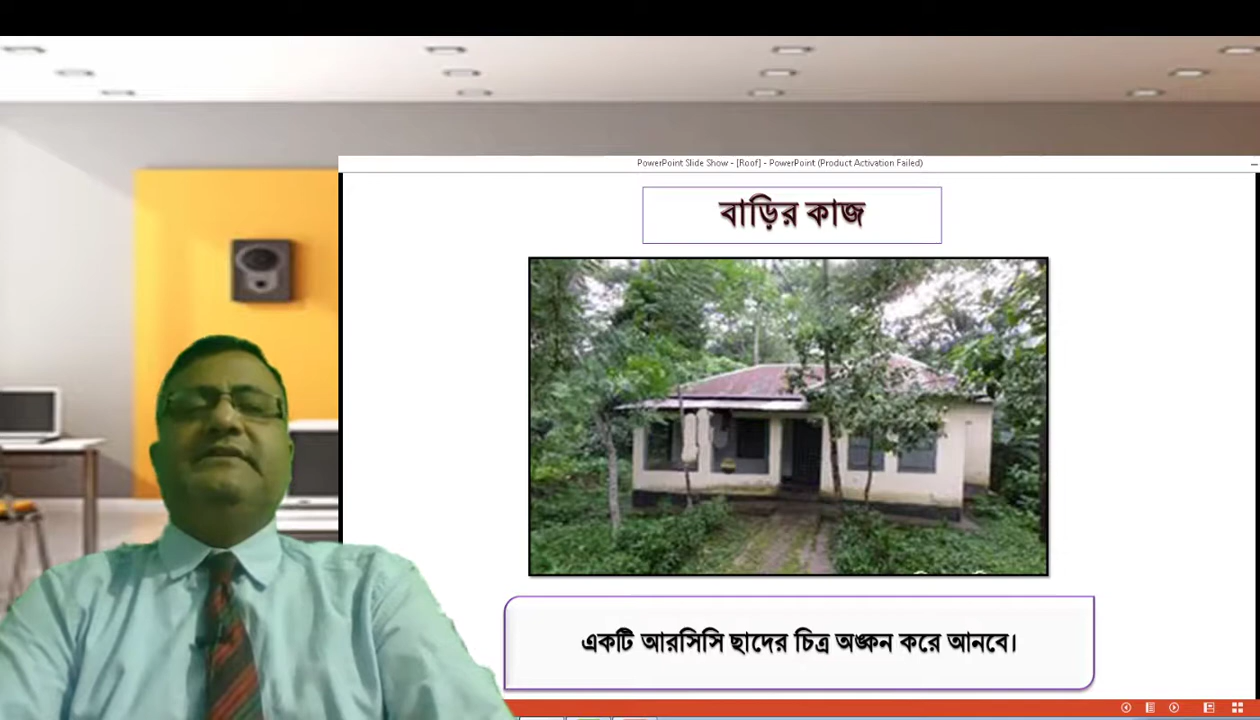 PowerPoint Slide Show - [Roof] - PowerPoint (Product Activation Failed)
বাড়ির কাজ
একটি আরসিসি ছাদের চিত্র অঙ্কন করে আনবে।